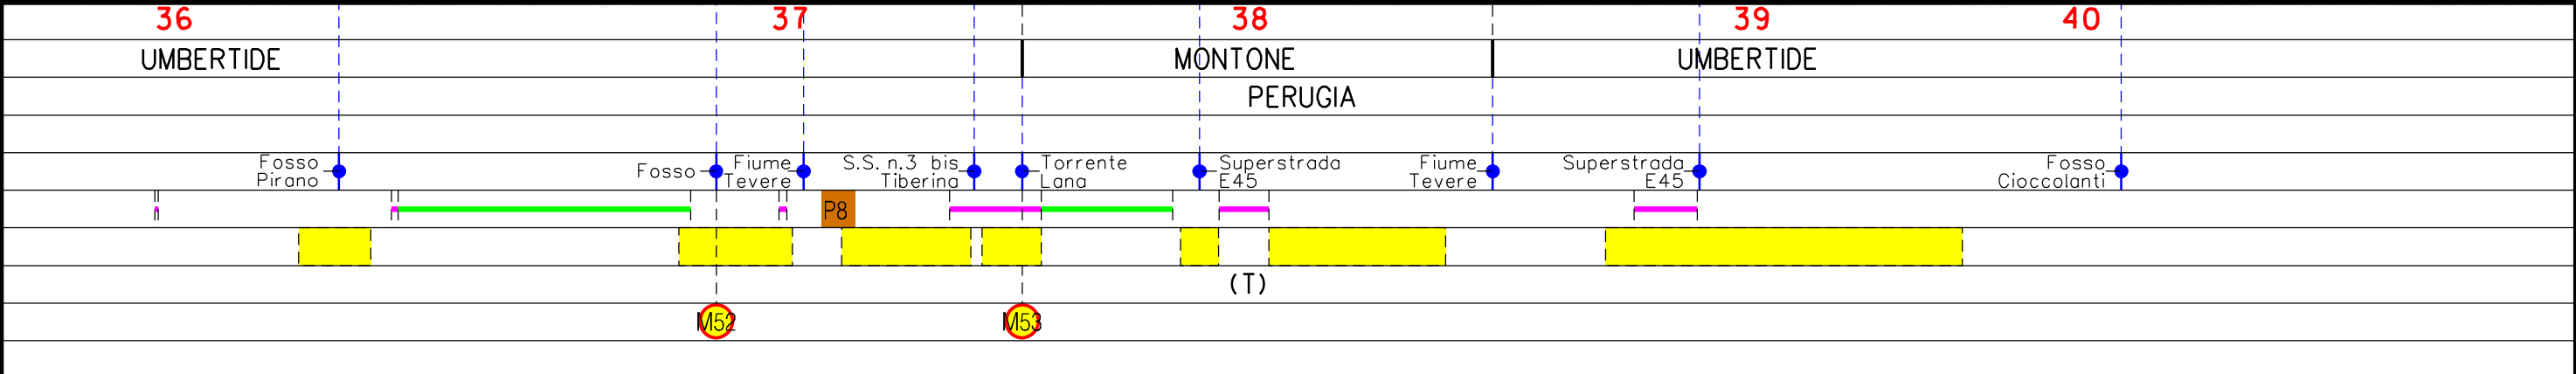 36 37 38 39 40
UMBERTIDE MONTONE UMBERTIDE
PERUGIA
Fosso
Pirano
Fosso
Fiume
Tevere
S.S. n.3 bis
Tiberina
Torrente
Lana
Superstrada
E45
Fiume
Tevere
Superstrada
E45
Fosso
Cioccolanti
P8
(T)
M52 M53